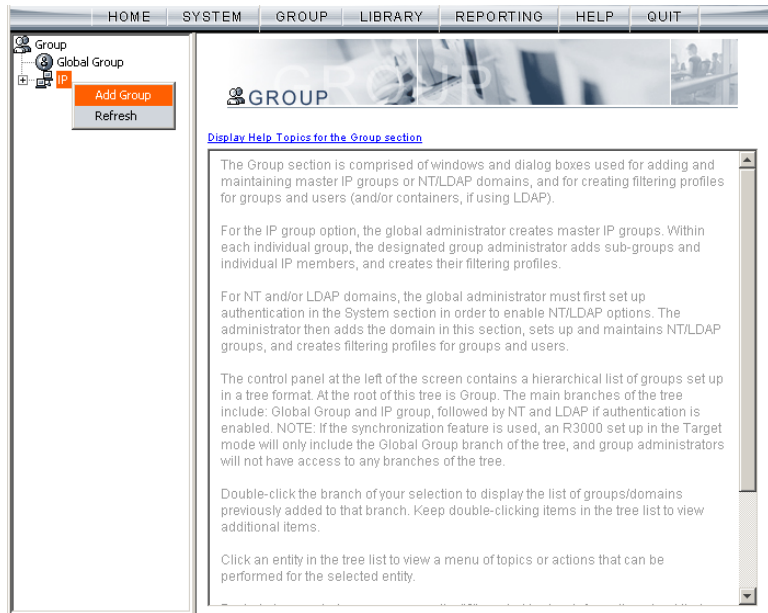 HOME SYSTEM GROUP LIBRARY REPORTING HELP QUIT
Group
Global Group
IP
Add Group
Refresh
GROUP
GROUP
Display Help Topics for the Group section
The Group section is comprised of windows and dialog boxes used for adding and
maintaining master IP groups or NT/LDAP domains, and for creating filtering profiles
for groups and users (and/or containers, if using LDAP).
For the IP group option, the global administrator creates master IP groups. Within
each individual group, the designated group administrator adds sub-groups and
individual IP members, and creates their filtering profiles.
For NT and/or LDAP domains, the global administrator must first set up
authentication in the System section in order to enable NT/LDAP options. The
administrator then adds the domain in this section, sets up and maintains NT/LDAP
groups, and creates filtering profiles for groups and users.
The control panel at the left of the screen contains a hierarchical list of groups set up
in a tree format. At the root of this tree is Group. The main branches of the tree
include: Global Group and IP group, followed by NT and LDAP if authentication is
enabled. NOTE: If the synchronization feature is used, an R3000 set up in the Target
mode will only include the Global Group branch of the tree, and group administrators
will not have access to any branches of the tree.
Double-click the branch of your selection to display the list of groups/domains
previously added to that branch. Keep double-clicking items in the tree list to view
additional items.
Click an entity in the tree list to view a menu of topics or actions that can be
performed for the selected entity.